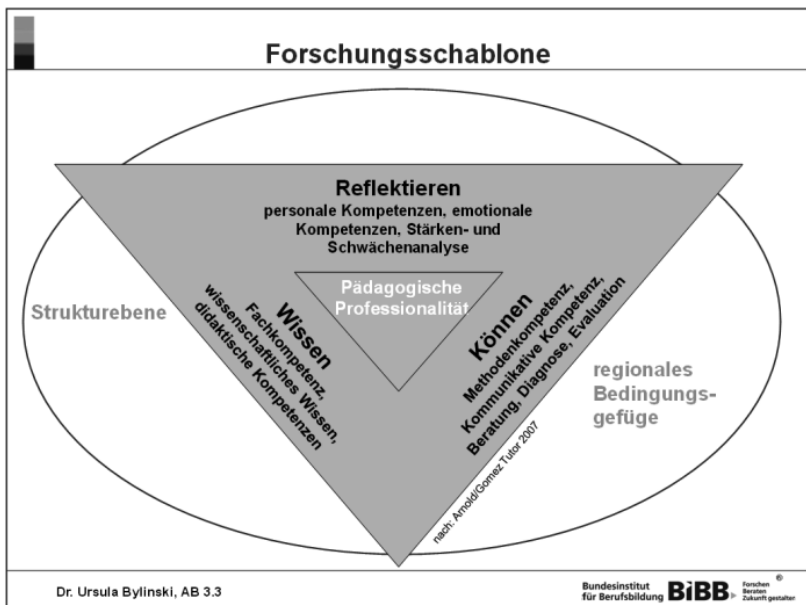 Forschungsschablone
Reflektieren
personale Kompetenzen, emotionale
Kompetenzen, Stärken- und
Schwächenanalyse
Pädagogische
Professionalität
Strukturebene
Wissen
Fachkompetenz,
wissenschaftliches Wissen,
didaktische Kompetenzen
Können
Methodenkompetenz,
Kommunikative Kompetenz,
Beratung, Diagnose, Evaluation
regionales
Bedingungs-
gefüge
nach: Arnold/Gomez Tutor 2007
Dr. Ursula Bylinski, AB 3.3
Bundesinstitut
für Berufsbildung
BiBB
Forschen
Beraten
Zukunft gestalten
®